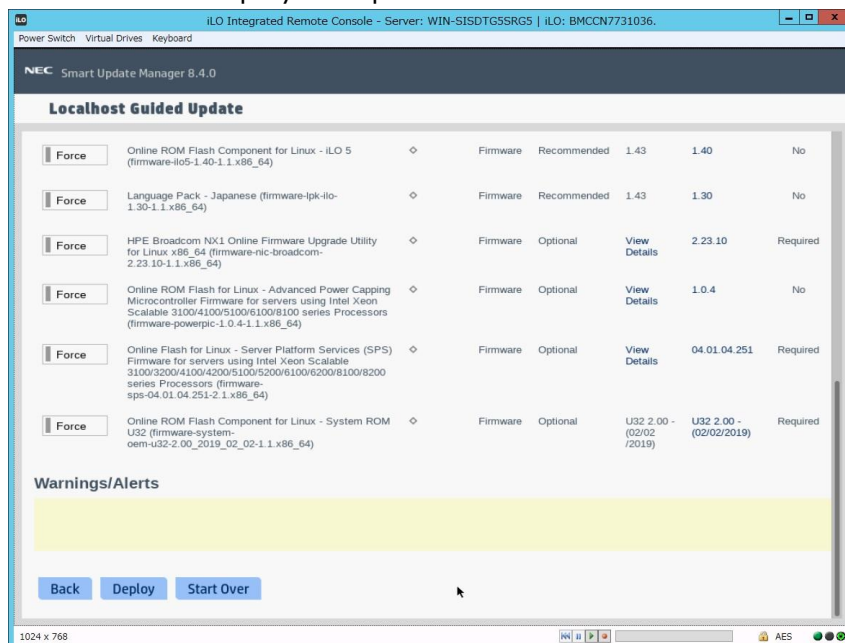 iLO iLO Integrated Remote Console - Server: WIN-SISDTG5SRG5 | iLO: BMCCN7731036.
Power Switch Virtual Drives Keyboard
NEC Smart Update Manager 8.4.0
Localhost Guided Update
Force Online ROM Flash Component for Linux - iLO 5 Firmware Recommended 1.43 1.40 No
(firmware-ilo5-1.40-1.1.x86_64)
Force Language Pack - Japanese (firmware-lpk-ilo- Firmware Recommended 1.43 1.30 No
1.30-1.1.x86_64)
Force HPE Broadcom NX1 Online Firmware Upgrade Utility Firmware Optional View 2.23.10 Required
for Linux x86_64 (firmware-nic-broadcom- Details
2.23.10-1.1.x86_64)
Force Online ROM Flash for Linux - Advanced Power Capping Firmware Optional View 1.0.4 No
Microcontroller Firmware for servers using Intel Xeon Details
Scalable 3100/4100/5100/6100/8100 series Processors
(firmware-powerpic-1.0.4-1.1.x86_64)
Force Online Flash for Linux - Server Platform Services (SPS) Firmware Optional View 04.01.04.251 Required
Firmware for servers using Intel Xeon Scalable Details
3100/3200/4100/4200/5100/5200/6100/6200/8100/8200
series Processors (firmware-
sps-04.01.04.251-2.1.x86_64)
Force Online ROM Flash Component for Linux - System ROM Firmware Optional U32 2.00 - U32 2.00 - Required
U32 (firmware-system- (02/02 (02/02/2019)
oem-u32-2.00_2019_02_02-1.1.x86_64) /2019)
Warnings/Alerts
Back Deploy Start Over
1024 x 768 AES